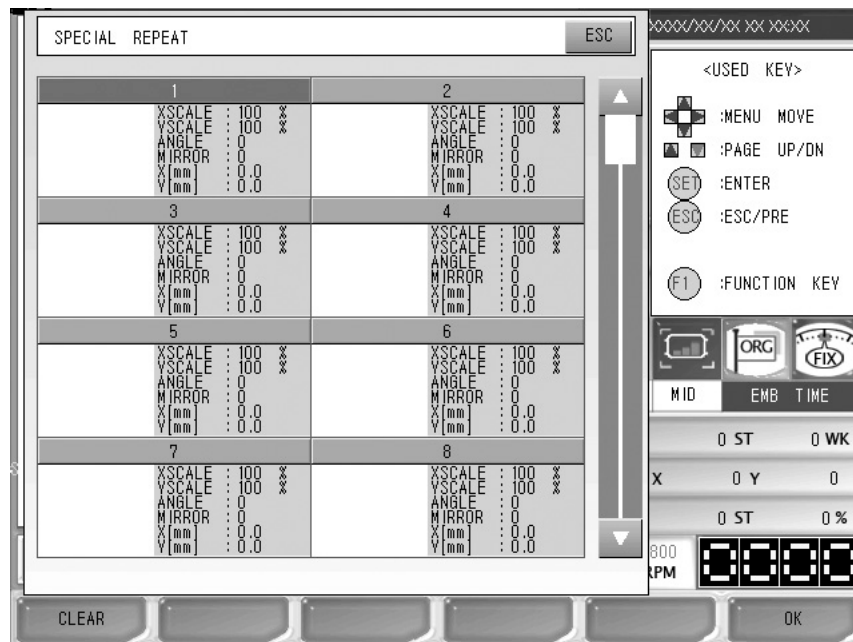 SPECIAL REPEAT
ESC
XXXX/XX/XX XX XX:XX
1
XSCALE : 100 %
YSCALE : 100 %
ANGLE : 0
MIRROR : 0
X[mm] : 0.0
Y[mm] : 0.0
2
XSCALE : 100 %
YSCALE : 100 %
ANGLE : 0
MIRROR : 0
X[mm] : 0.0
Y[mm] : 0.0
3
XSCALE : 100 %
YSCALE : 100 %
ANGLE : 0
MIRROR : 0
X[mm] : 0.0
Y[mm] : 0.0
4
XSCALE : 100 %
YSCALE : 100 %
ANGLE : 0
MIRROR : 0
X[mm] : 0.0
Y[mm] : 0.0
5
XSCALE : 100 %
YSCALE : 100 %
ANGLE : 0
MIRROR : 0
X[mm] : 0.0
Y[mm] : 0.0
6
XSCALE : 100 %
YSCALE : 100 %
ANGLE : 0
MIRROR : 0
X[mm] : 0.0
Y[mm] : 0.0
7
XSCALE : 100 %
YSCALE : 100 %
ANGLE : 0
MIRROR : 0
X[mm] : 0.0
Y[mm] : 0.0
8
XSCALE : 100 %
YSCALE : 100 %
ANGLE : 0
MIRROR : 0
X[mm] : 0.0
Y[mm] : 0.0
<USED KEY>
:MENU MOVE
:PAGE UP/DN
SET :ENTER
ESC :ESC/PRE
F1 :FUNCTION KEY
ORG FIX
MID EMB TIME
0 ST 0 WK
X 0 Y 0
0 ST 0 %
800
RPM
CLEAR
OK